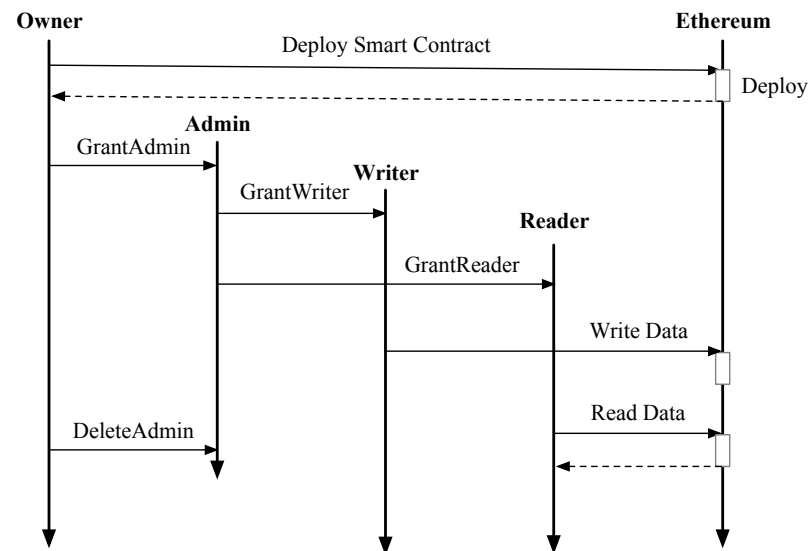 Owner
Ethereum
Deploy Smart Contract
Deploy
Admin
GrantAdmin
Writer
GrantWriter
Reader
GrantReader
Write Data
Read Data
DeleteAdmin